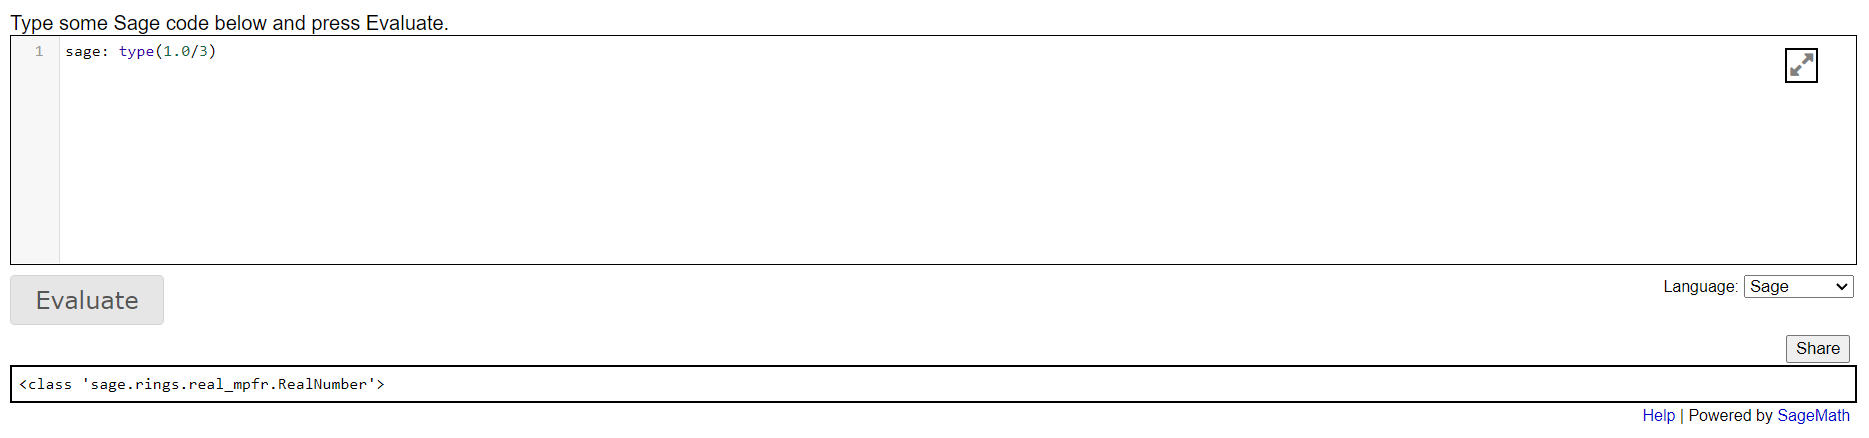 Type some Sage code below and press Evaluate.
1 sage: type(1.0/3)
Evaluate
Language: Sage
Share
<class 'sage.rings.real_mpfr.RealNumber'>
Help | Powered by SageMath